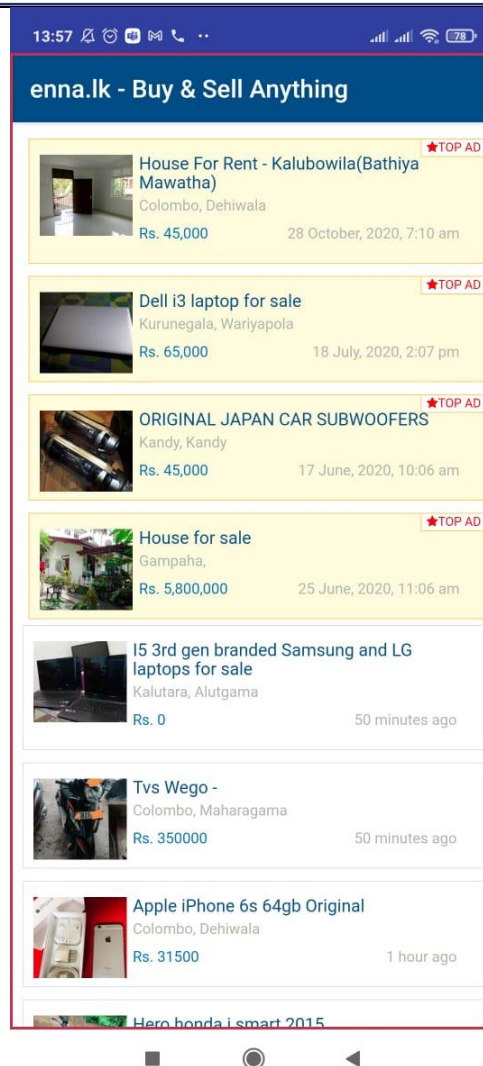 13:57
78
enna.lk - Buy & Sell Anything
★TOP AD
House For Rent - Kalubowila(Bathiya
Mawatha)
Colombo, Dehiwala
Rs. 45,000 28 October, 2020, 7:10 am
★TOP AD
Dell i3 laptop for sale
Kurunegala, Wariyapola
Rs. 65,000 18 July, 2020, 2:07 pm
★TOP AD
ORIGINAL JAPAN CAR SUBWOOFERS
Kandy, Kandy
Rs. 45,000 17 June, 2020, 10:06 am
★TOP AD
House for sale
Gampaha,
Rs. 5,800,000 25 June, 2020, 11:06 am
I5 3rd gen branded Samsung and LG
laptops for sale
Kalutara, Alutgama
Rs. 0 50 minutes ago
Tvs Wego -
Colombo, Maharagama
Rs. 350000 50 minutes ago
Apple iPhone 6s 64gb Original
Colombo, Dehiwala
Rs. 31500 1 hour ago
Hero honda i smart 2015